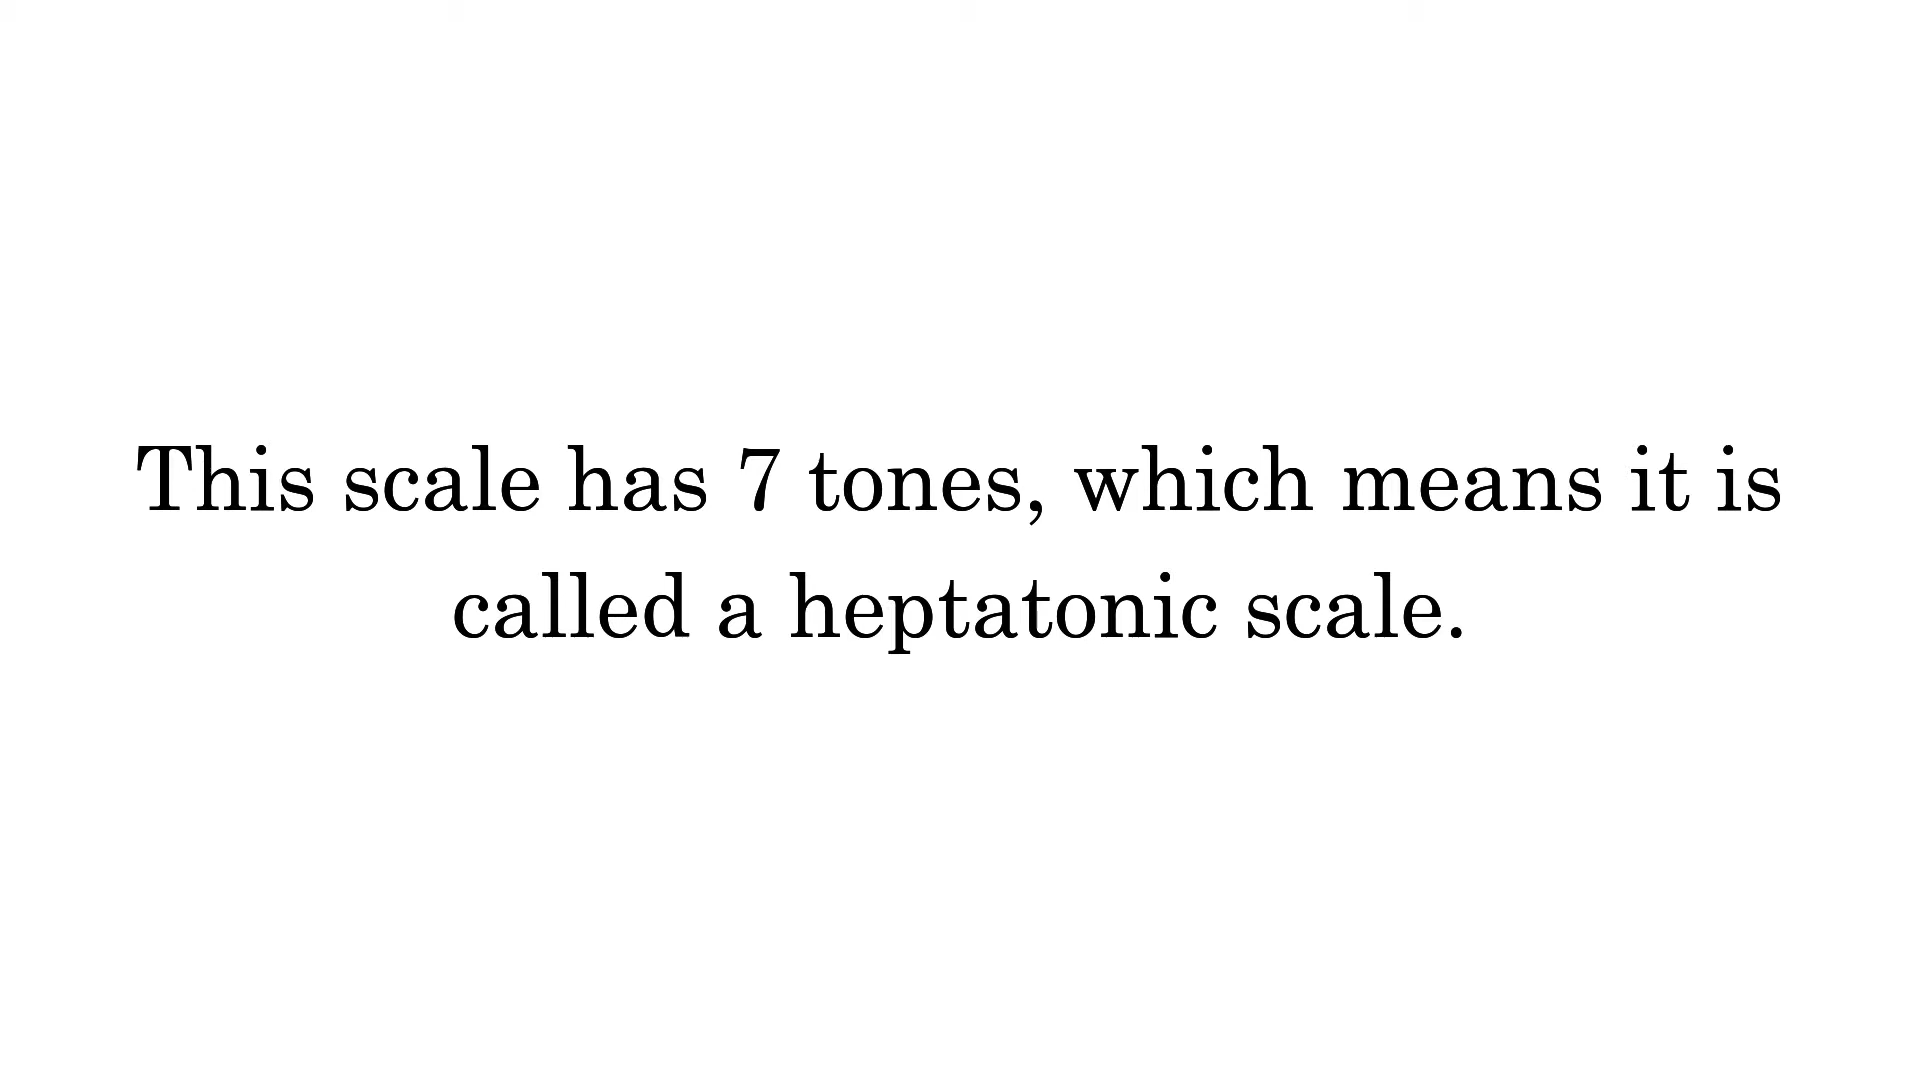 This scale has 7 tones, which means it is
called a heptatonic scale.